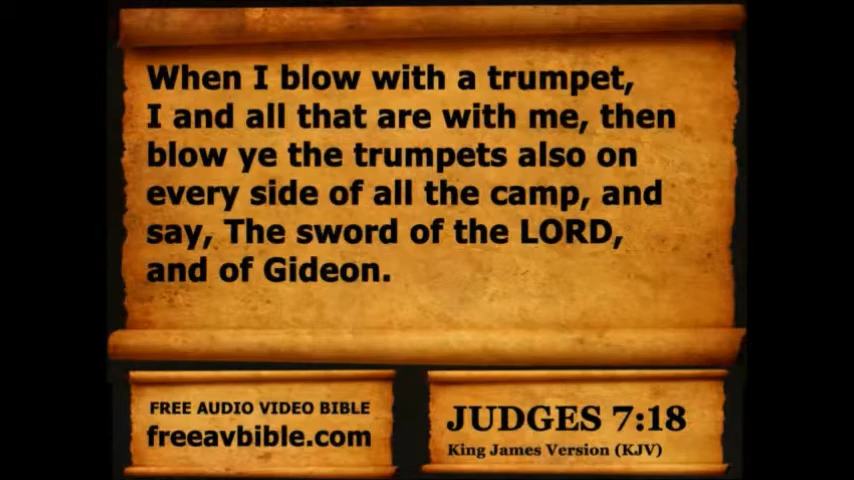 When I blow with a trumpet,
I and all that are with me, then
blow ye the trumpets also on
every side of all the camp, and
say, The sword of the LORD,
and of Gideon.
FREE AUDIO VIDEO BIBLE
freeavbible.com
JUDGES 7:18
King James Version (KJV)